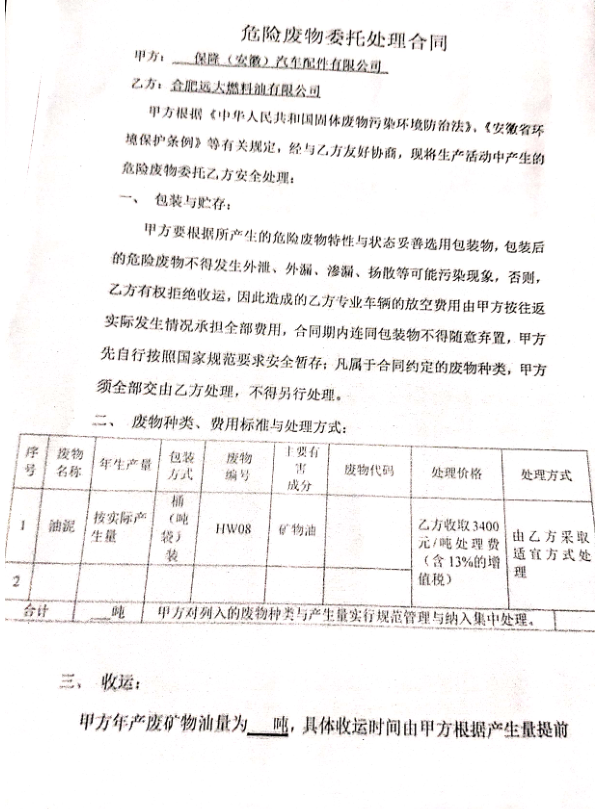 危险废物委托处理合同
甲方： 保隆（安徽）汽车配件有限公司
乙方：合肥远大燃料油有限公司
甲方根据《中华人民共和国固体废物污染环境防治法》、《安徽省环
境保护条例》等有关规定，经与乙方友好协商，现将生产活动中产生的
危险废物委托乙方安全处理：
一、 包装与贮存：
甲方要根据所产生的危险废物特性与状态妥善选用包装物，包装后
的危险废物不得发生外泄、外漏、渗漏、扬散等可能污染现象，否则，
乙方有权拒绝收运，因此造成的乙方专业车辆的放空费用由甲方按往返
实际发生情况承担全部费用，合同期内连同包装物不得随意弃置，甲方
先自行按照国家规范要求安全暂存；凡属于合同约定的废物种类，甲方
须全部交由乙方处理，不得另行处理。
二、 废物种类、费用标准与处理方式：
序号 废物名称 年生产量 包装方式 废物编号 主要有害成分 废物代码 处理价格 处理方式
1 油泥 按实际产生量 桶（吨袋）装 HW08 矿物油 乙方收取3400元/吨处理费（含13%的增值税） 由乙方采取适宜方式处理
2
合计 ___吨 甲方对列入的废物种类与产生量实行规范管理与纳入集中处理。
三、 收运：
甲方年产废矿物油量为___吨，具体收运时间由甲方根据产生量提前